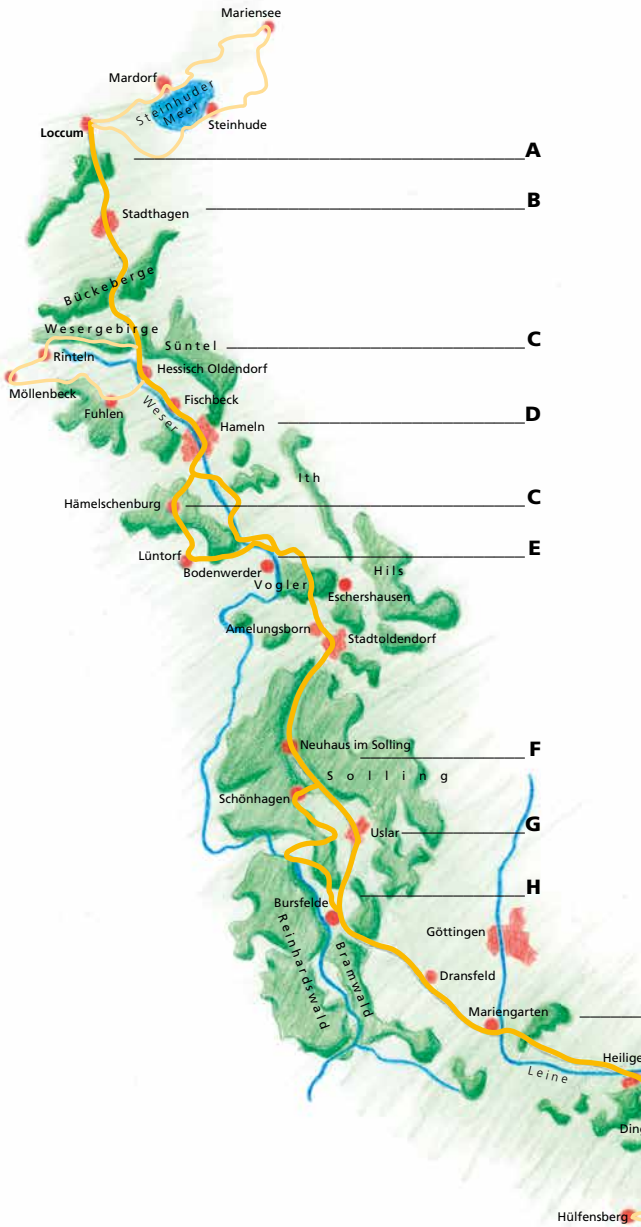 Mariensee
Mardorf
Steinhuder
Meer
Steinhude
Loccum
A
B
Stadthagen
Bückeberge
Wesergebirge
Süntel
C
Rinteln
Hessisch Oldendorf
Möllenbeck
Fuhlen
Fischbeck
Weser
Hameln
D
Ith
Hämelschenburg
C
E
Lüntorf
Bodenwerder
Hils
Vogler
Eschershausen
Amelungsborn
Stadtoldendorf
Neuhaus im Solling
F
Solling
Schönhagen
Uslar
G
H
Bursfelde
Reinhardswald
Bramwald
Göttingen
Dransfeld
Mariengarten
Heilige
Leine
Ding
Hülfensberg